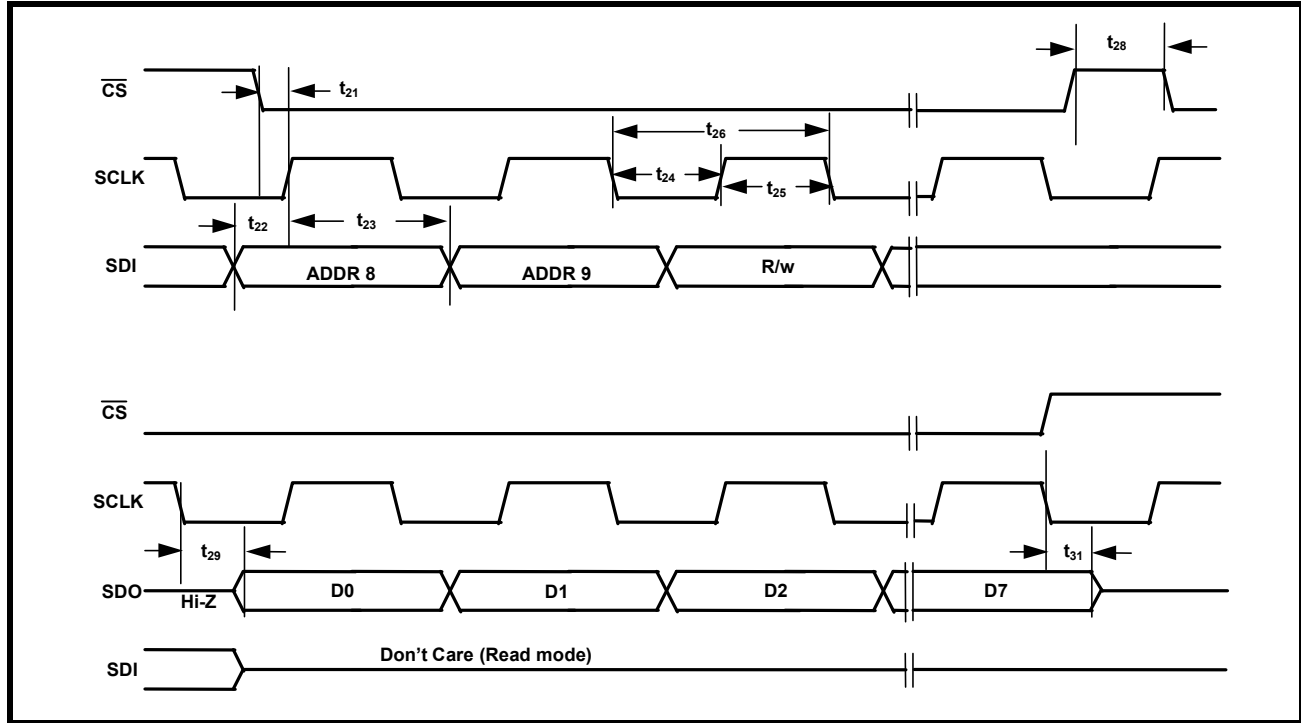 t28
CS
t21
t26
SCLK
t24
t25
t22
t23
SDI
ADDR 8
ADDR 9
R/w
CS
SCLK
t29
t31
SDO
Hi-Z
D0
D1
D2
D7
Don't Care (Read mode)
SDI